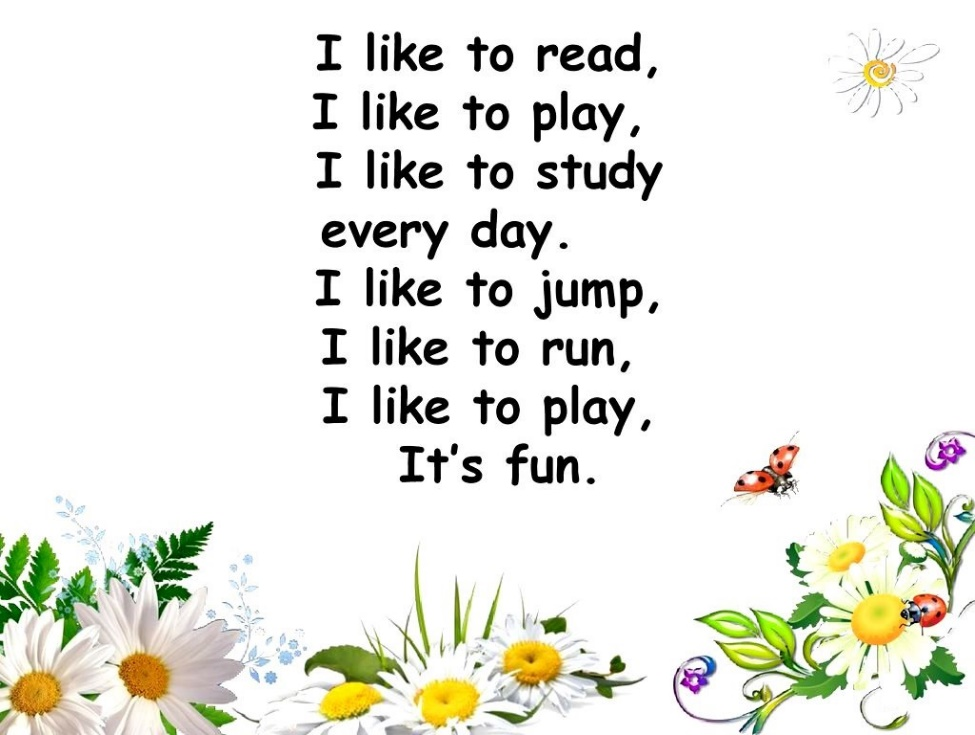 I like to read,
I like to play,
I like to study
every day.
I like to jump,
I like to run,
I like to play,
It's fun.